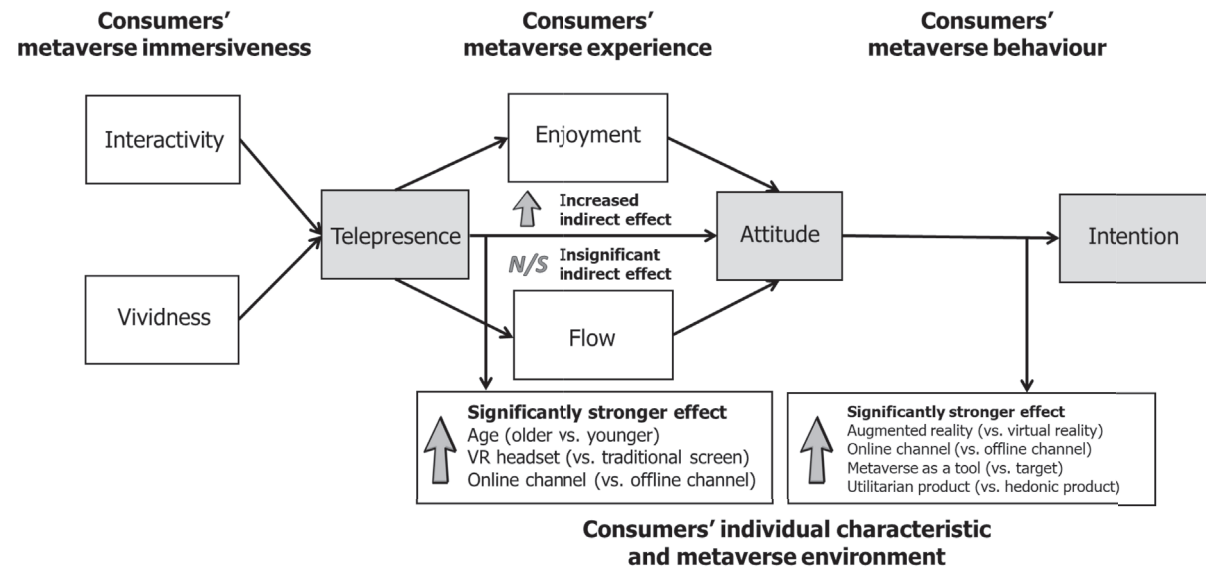 Consumers’
metaverse immersiveness
Consumers’
metaverse experience
Consumers’
metaverse behaviour
Interactivity
Vividness
Telepresence
Enjoyment
Increased
indirect effect
N/S Insignificant
indirect effect
Flow
Attitude
Intention
Significantly stronger effect
Age (older vs. younger)
VR headset (vs. traditional screen)
Online channel (vs. offline channel)
Significantly stronger effect
Augmented reality (vs. virtual reality)
Online channel (vs. offline channel)
Metaverse as a tool (vs. target)
Utilitarian product (vs. hedonic product)
Consumers’ individual characteristic
and metaverse environment